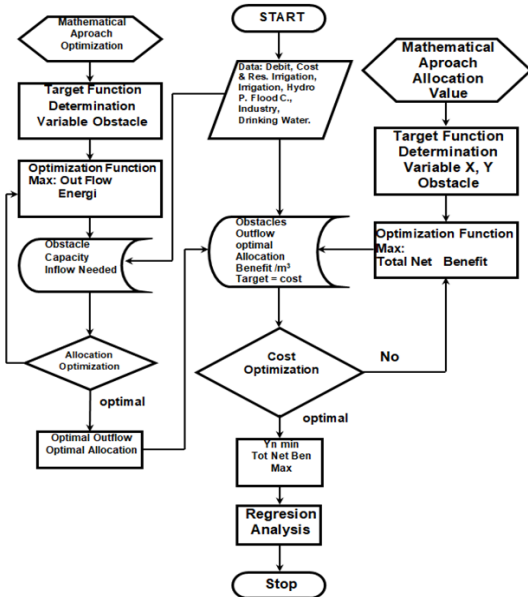 Mathematical
Aproach
Optimization
Target Function
Determination
Variable Obstacle
Optimization Function
Max: Out Flow
Energi
Obstacle
Capacity
Inflow Needed
Allocation
Optimization
optimal
Optimal Outflow
Optimal Allocation
START
Data: Debit, Cost
& Res. Irrigation,
Irrigation, Hydro
P. Flood C.,
Industry,
Drinking Water.
Obstacles
Outflow
optimal
Allocation
Benefit /m³
Target = cost
Cost
Optimization
No
optimal
Yn min
Tot Net Ben
Max
Regresion
Analysis
Stop
Mathematical
Aproach
Allocation
Value
Target Function
Determination
Variable X, Y
Obstacle
Optimization Function
Max:
Total Net Benefit